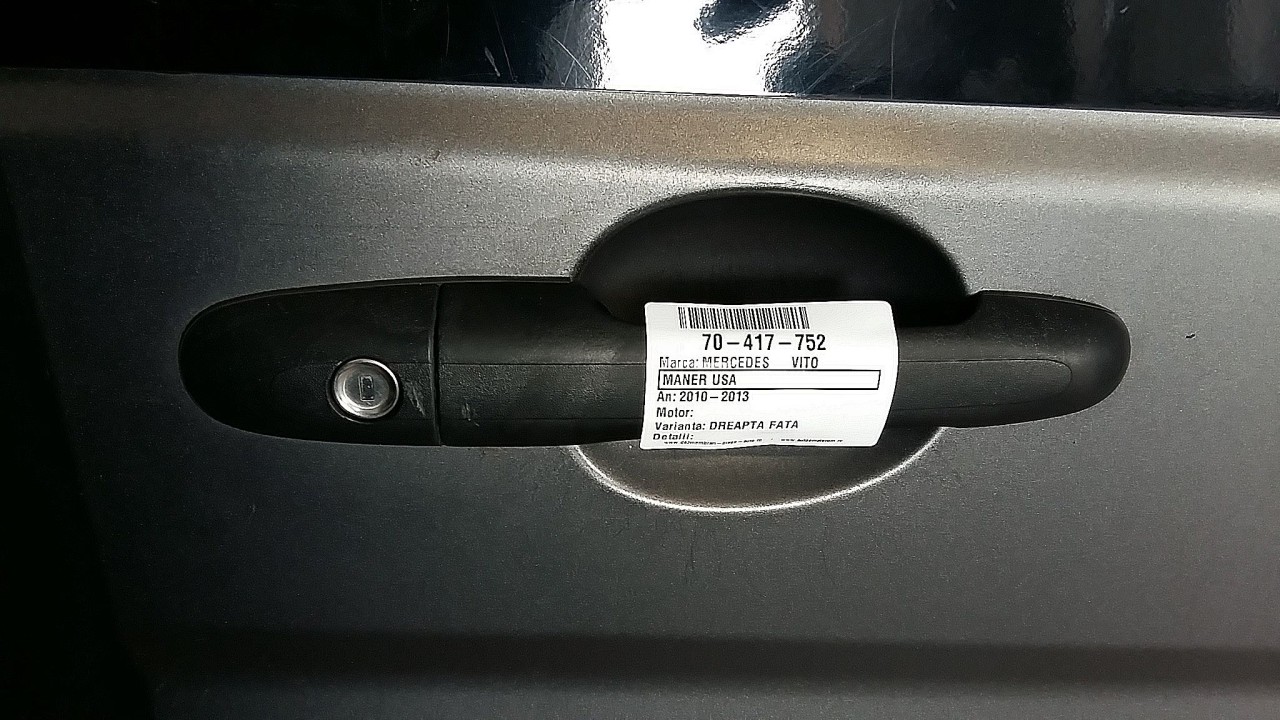 70-417-752
Marca: MERCEDES VITO
MANER USA
An: 2010-2013
Motor:
Varianta: DREAPTA FATA
Detalii: